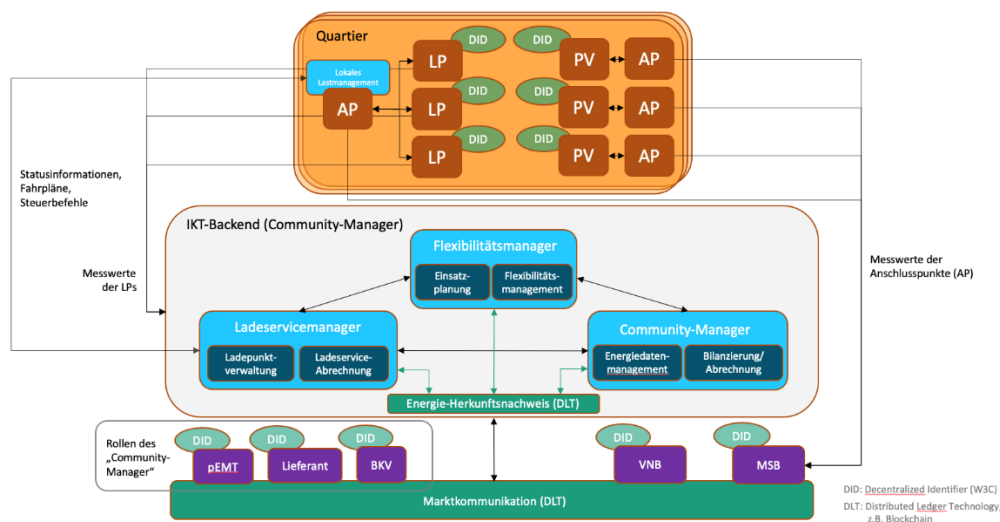 Quartier
DID
DID
LP
PV
AP
Lokales
Lastmanagement
AP
DID
DID
LP
PV
AP
DID
DID
LP
PV
AP
Statusinformationen,
Fahrpläne,
Steuerbefehle
IKT-Backend (Community-Manager)
Flexibilitätsmanager
Einsatz-
planung
Flexibilitäts-
management
Messwerte
der LPs
Messwerte der
Anschlusspunkte (AP)
Ladeservicemanager
Ladepunkt-
verwaltung
Ladeservice-
Abrechnung
Community-Manager
Energiedaten-
management
Bilanzierung/
Abrechnung
Energie-Herkunftsnachweis (DLT)
Rollen des
„Community-
Manager“
DID
DID
DID
DID
DID
pEMT
Lieferant
BKV
VNB
MSB
Marktkommunikation (DLT)
DID: Decentralized Identifier (W3C)
DLT: Distributed Ledger Technology,
z.B. Blockchain